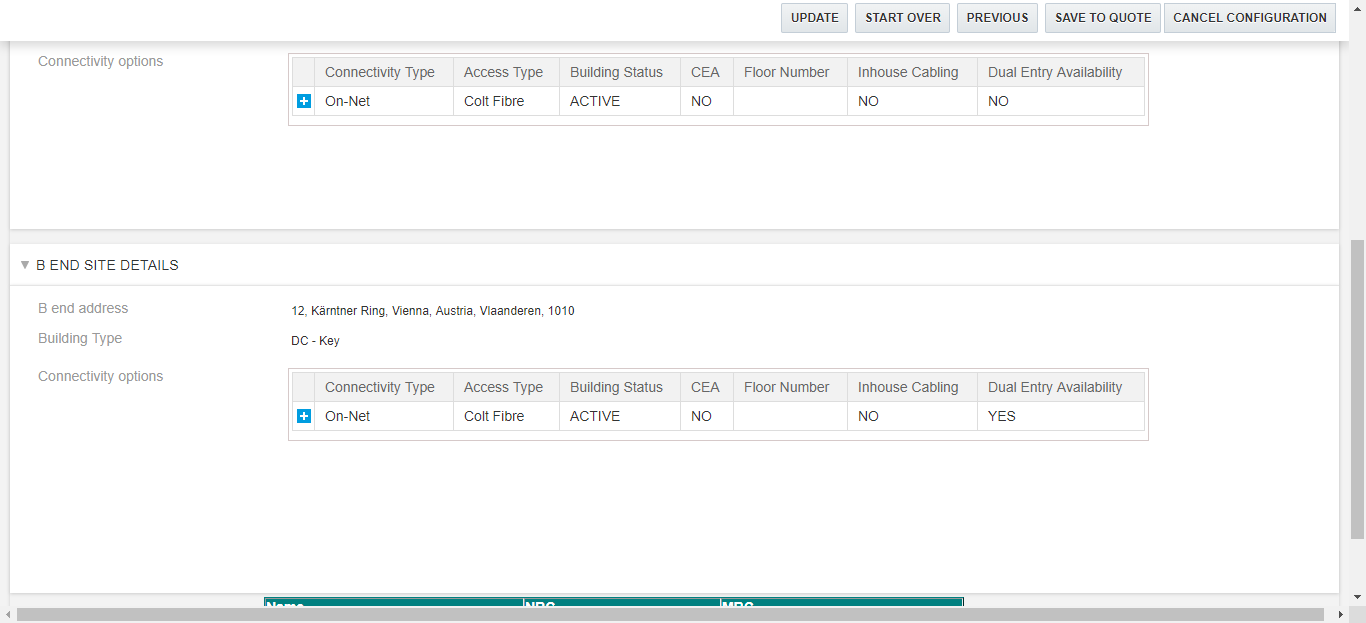 UPDATE START OVER PREVIOUS SAVE TO QUOTE CANCEL CONFIGURATION
Connectivity options
Connectivity Type Access Type Building Status CEA Floor Number Inhouse Cabling Dual Entry Availability
On-Net Colt Fibre ACTIVE NO NO NO
B END SITE DETAILS
B end address 12, Kärntner Ring, Vienna, Austria, Vlaanderen, 1010
Building Type DC - Key
Connectivity options
Connectivity Type Access Type Building Status CEA Floor Number Inhouse Cabling Dual Entry Availability
On-Net Colt Fibre ACTIVE NO NO YES
Name NRC MRC